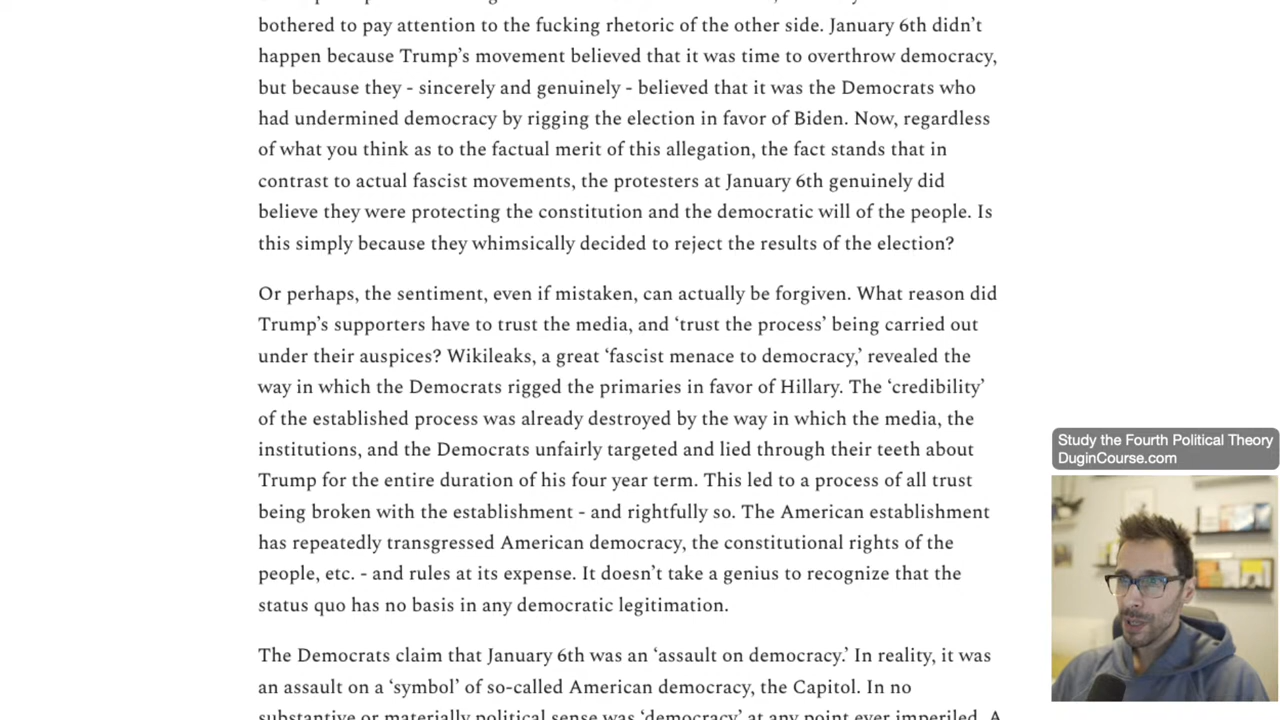 bothered to pay attention to the fucking rhetoric of the other side. January 6th didn’t
happen because Trump’s movement believed that it was time to overthrow democracy,
but because they - sincerely and genuinely - believed that it was the Democrats who
had undermined democracy by rigging the election in favor of Biden. Now, regardless
of what you think as to the factual merit of this allegation, the fact stands that in
contrast to actual fascist movements, the protesters at January 6th genuinely did
believe they were protecting the constitution and the democratic will of the people. Is
this simply because they whimsically decided to reject the results of the election?
Or perhaps, the sentiment, even if mistaken, can actually be forgiven. What reason did
Trump’s supporters have to trust the media, and ‘trust the process’ being carried out
under their auspices? Wikileaks, a great ‘fascist menace to democracy,’ revealed the
way in which the Democrats rigged the primaries in favor of Hillary. The ‘credibility’
of the established process was already destroyed by the way in which the media, the
institutions, and the Democrats unfairly targeted and lied through their teeth about
Trump for the entire duration of his four year term. This led to a process of all trust
being broken with the establishment - and rightfully so. The American establishment
has repeatedly transgressed American democracy, the constitutional rights of the
people, etc. - and rules at its expense. It doesn’t take a genius to recognize that the
status quo has no basis in any democratic legitimation.
The Democrats claim that January 6th was an ‘assault on democracy.’ In reality, it was
an assault on a ‘symbol’ of so-called American democracy, the Capitol. In no
substantive or materially political sense was ‘democracy’ at any point ever imperiled. A
Study the Fourth Political Theory
DuginCourse.com